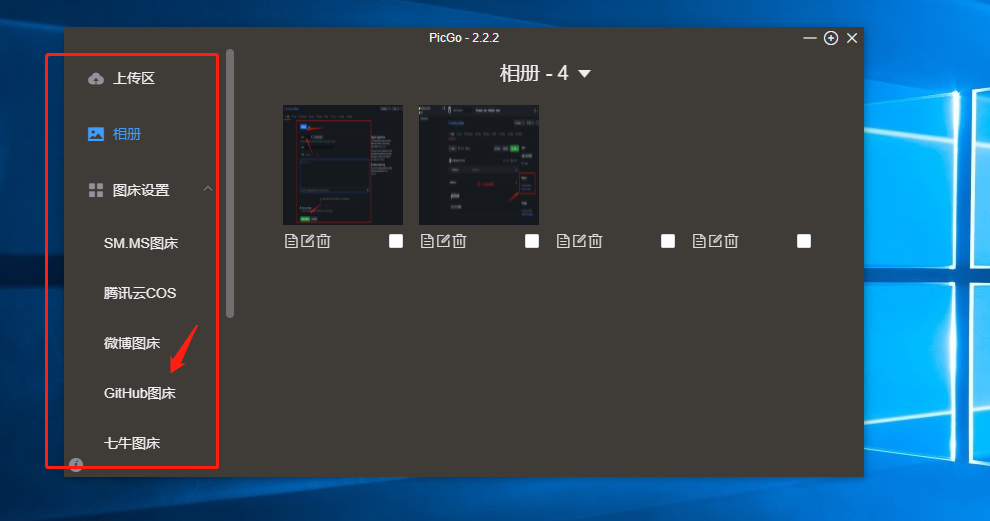 PicGo - 2.2.2
上传区
相册
图床设置
SM.MS图床
腾讯云COS
微博图床
GitHub图床
七牛图床
相册 - 4